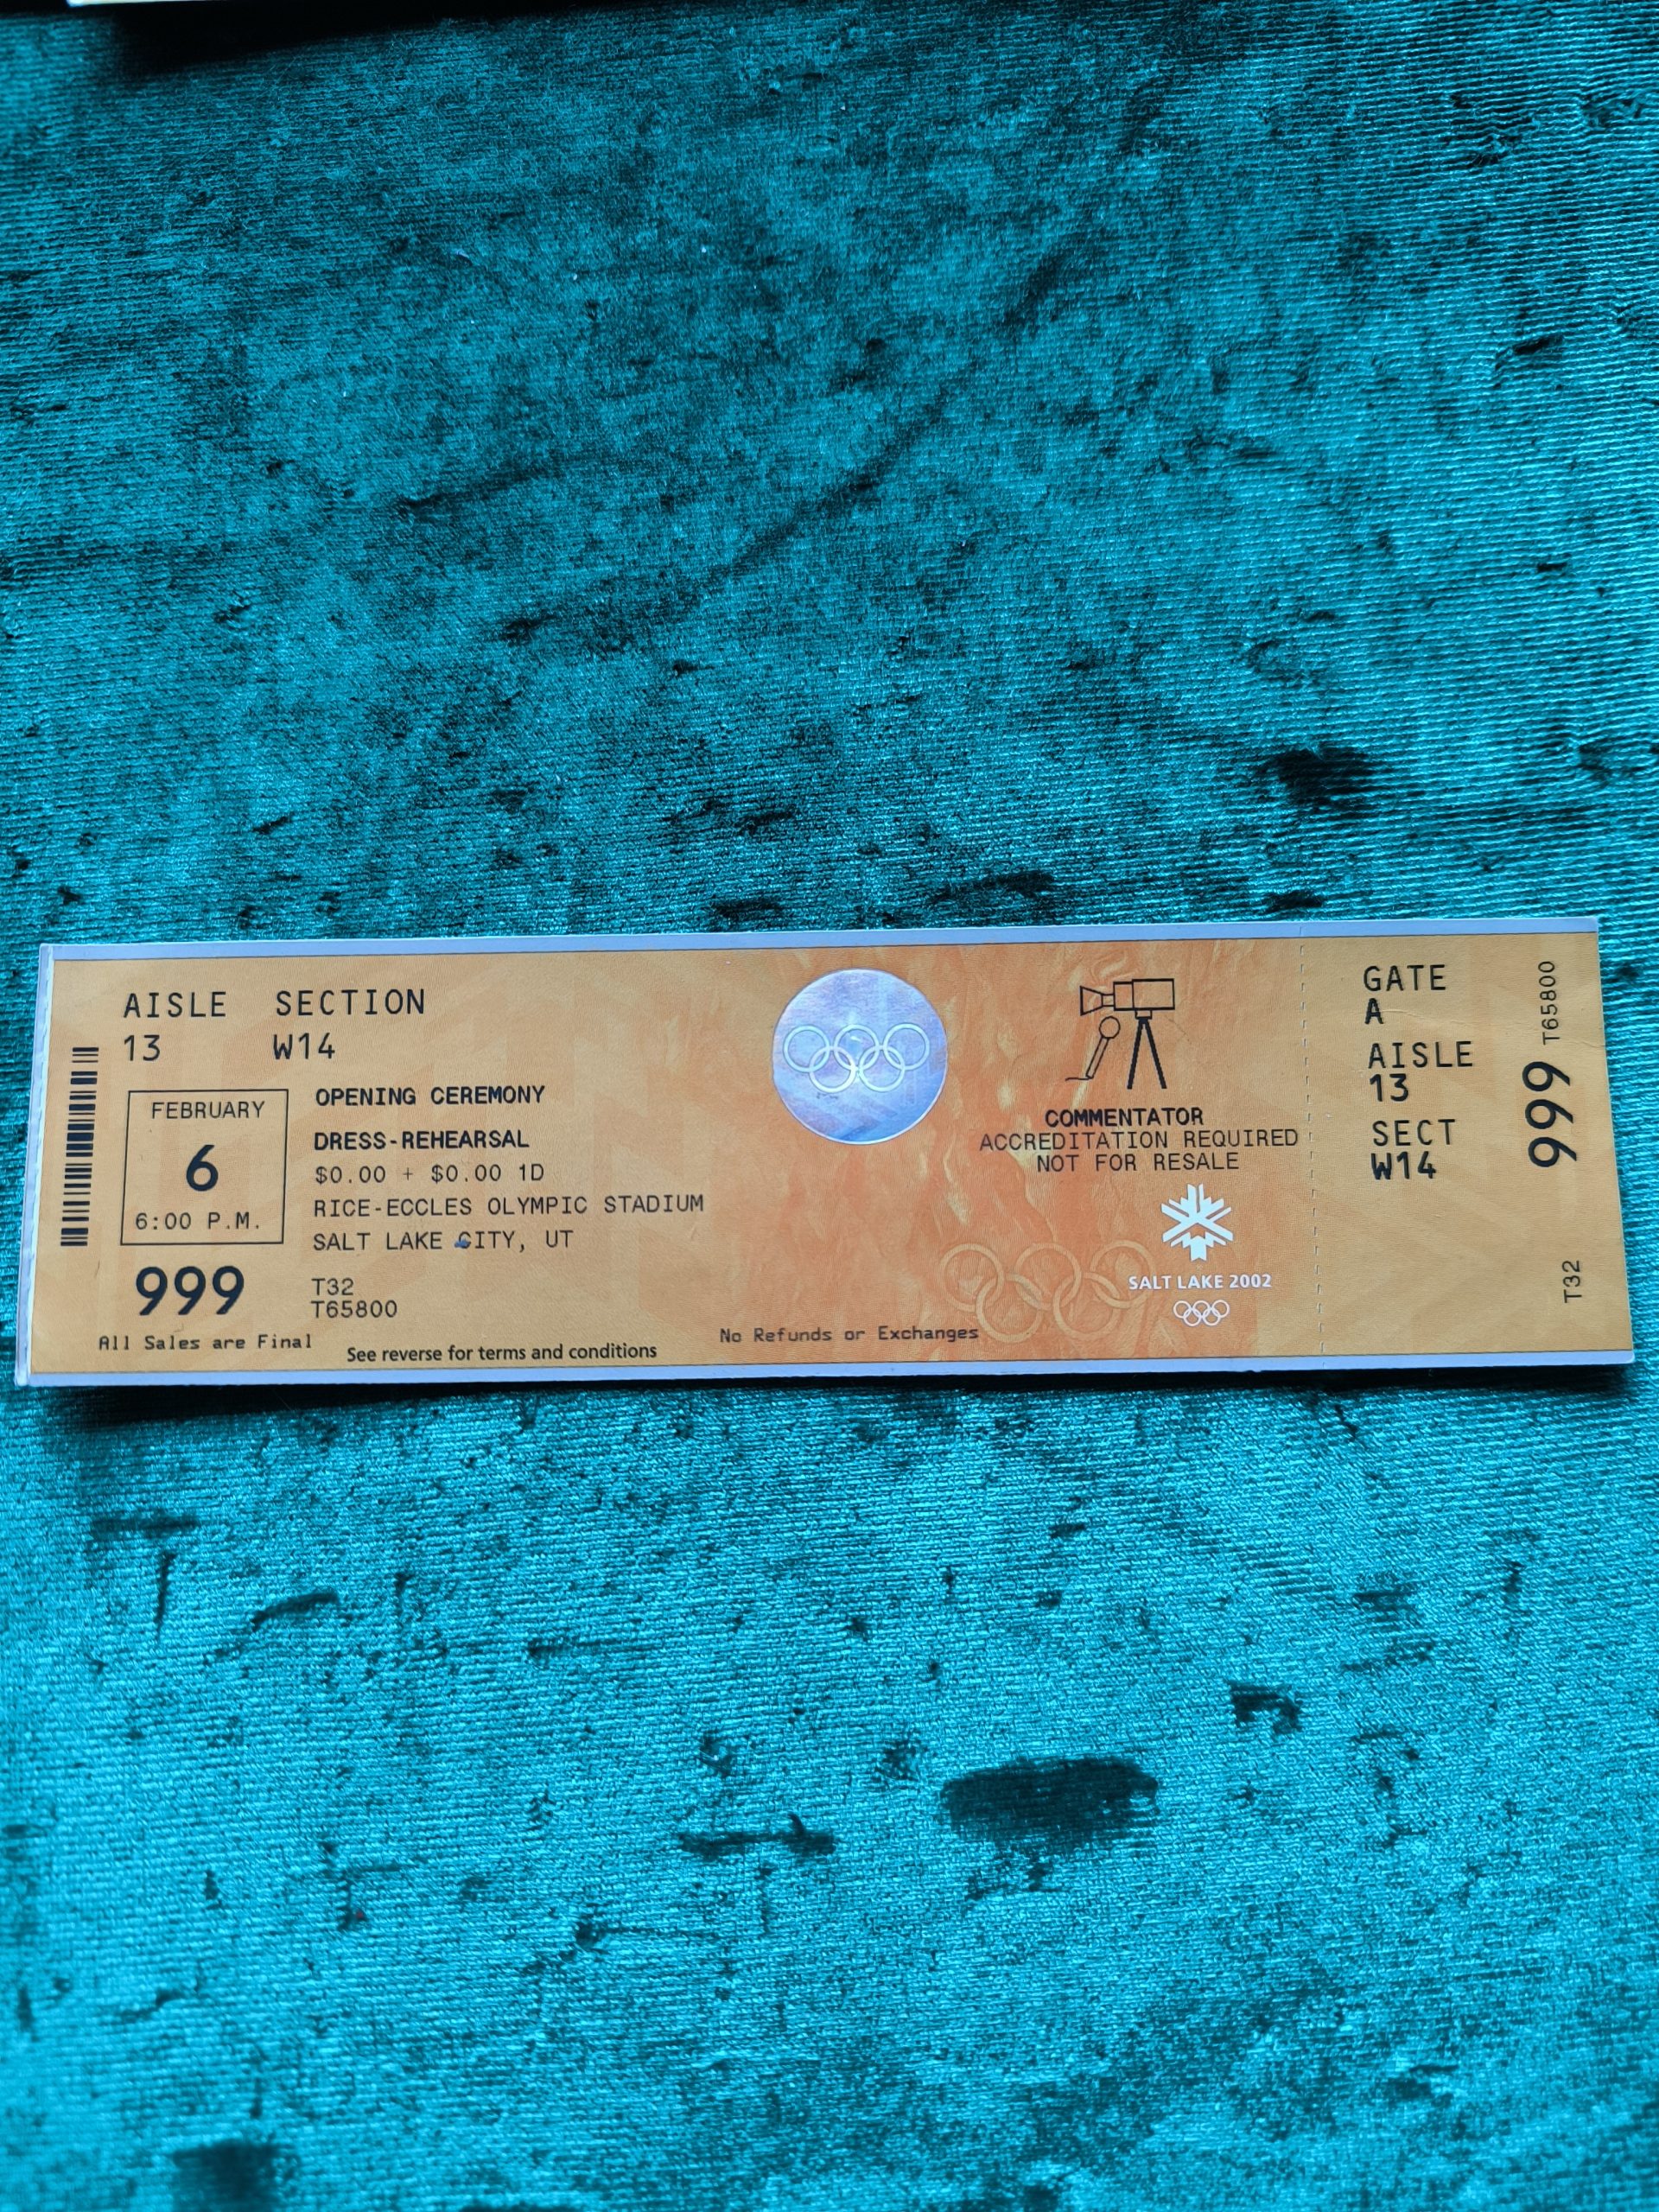 AISLE SECTION
13 W14
FEBRUARY
6
6:00 P.M.
999
OPENING CEREMONY
DRESS-REHEARSAL
$0.00 + $0.00 1D
RICE-ECCLES OLYMPIC STADIUM
SALT LAKE CITY, UT
T32
T65800
All Sales are Final
See reverse for terms and conditions
No Refunds or Exchanges
COMMENTATOR
ACCREDITATION REQUIRED
NOT FOR RESALE
SALT LAKE 2002
GATE
A
AISLE
13
SECT
W14
T65800
999
T32